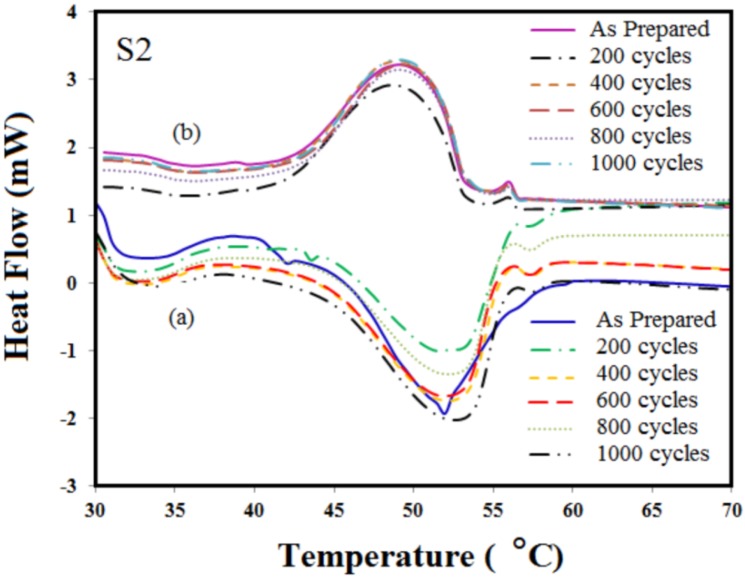 S2
As Prepared
200 cycles
400 cycles
600 cycles
800 cycles
1000 cycles
(b)
(a)
As Prepared
200 cycles
400 cycles
600 cycles
800 cycles
1000 cycles
4
3
2
1
0
-1
-2
-3
Heat Flow (mW)
30 35 40 45 50 55 60 65 70
Temperature ( °C)